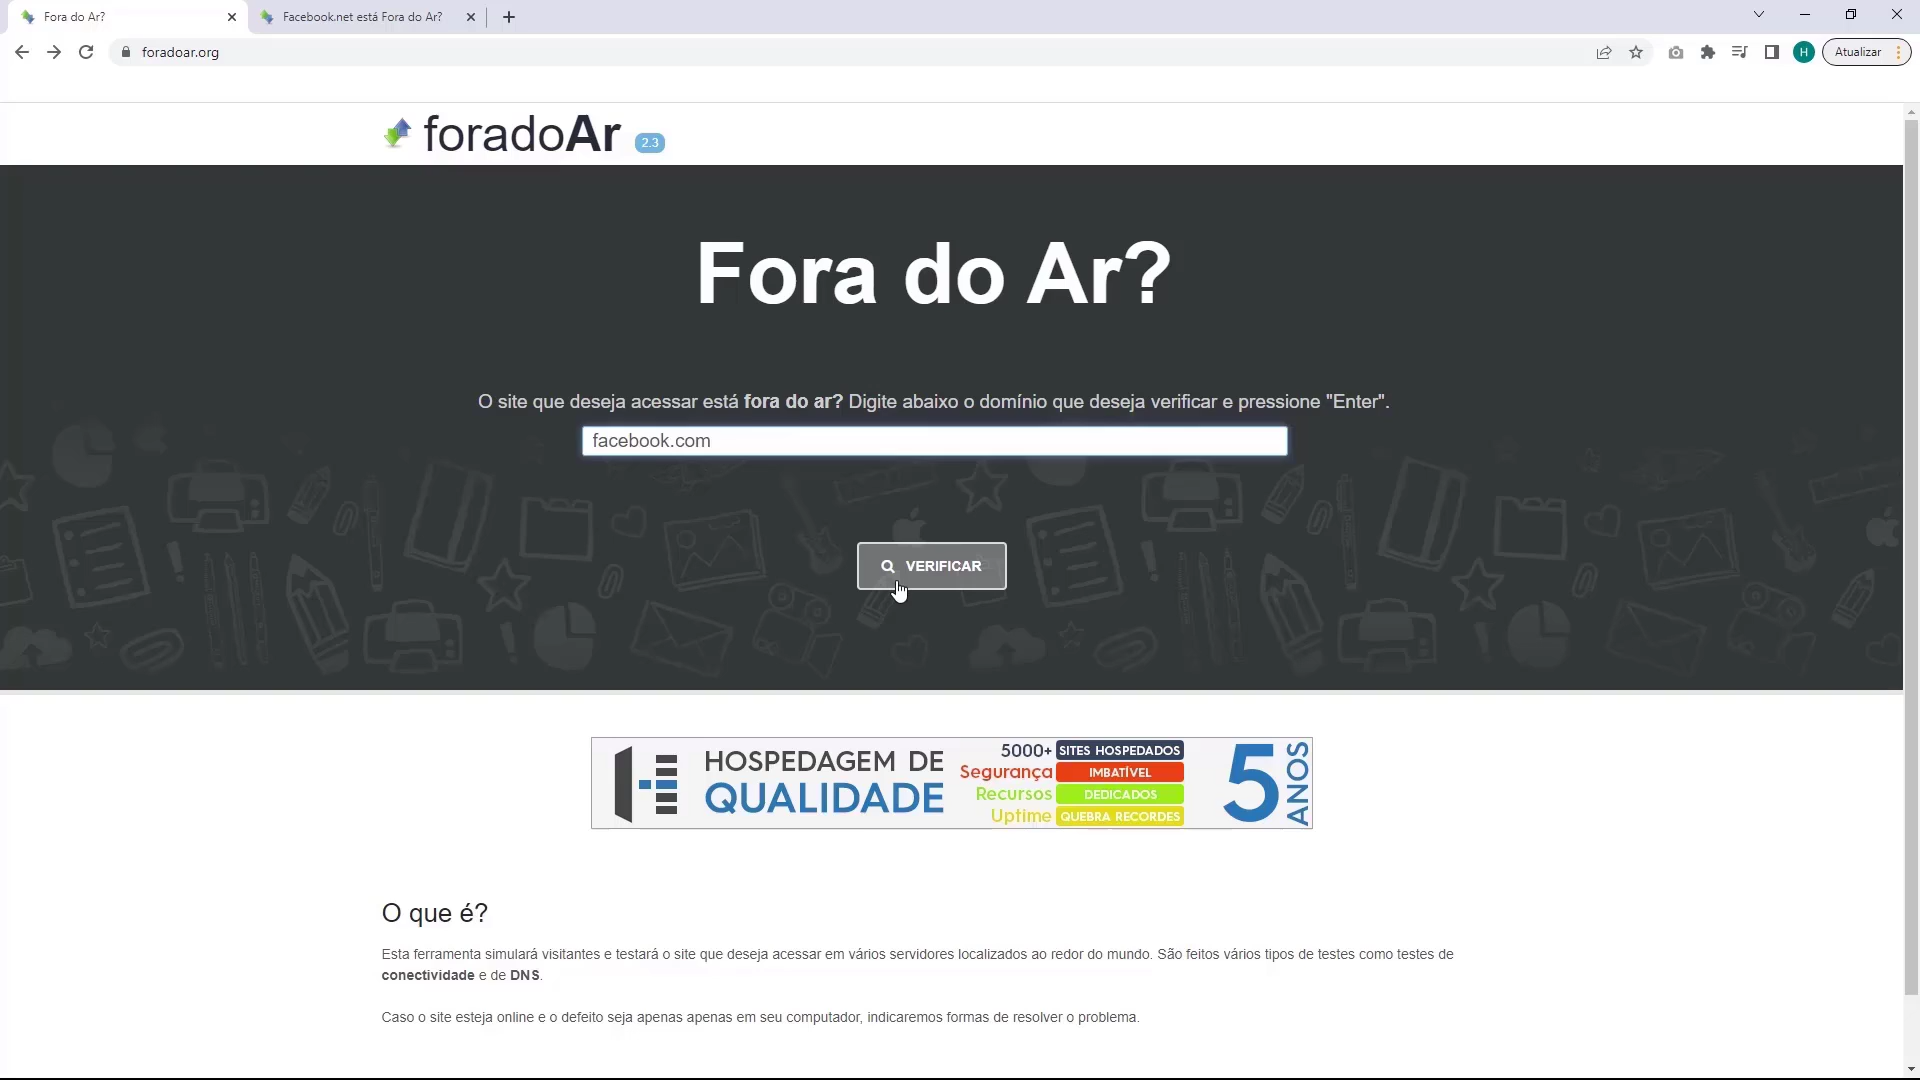 Fora do Ar?
Facebook.net está Fora do Ar?
foradoar.org
H
Atualizar
foradoAr 2.3
Fora do Ar?
O site que deseja acessar está fora do ar? Digite abaixo o domínio que deseja verificar e pressione "Enter".
facebook.com
VERIFICAR
HOSPEDAGEM DE
QUALIDADE
5000+ SITES HOSPEDADOS
Segurança IMBATÍVEL
Recursos DEDICADOS
Uptime QUEBRA RECORDES
5 ANOS
O que é?
Esta ferramenta simulará visitantes e testará o site que deseja acessar em vários servidores localizados ao redor do mundo. São feitos vários tipos de testes como testes de
conectividade e de DNS.
Caso o site esteja online e o defeito seja apenas apenas em seu computador, indicaremos formas de resolver o problema.